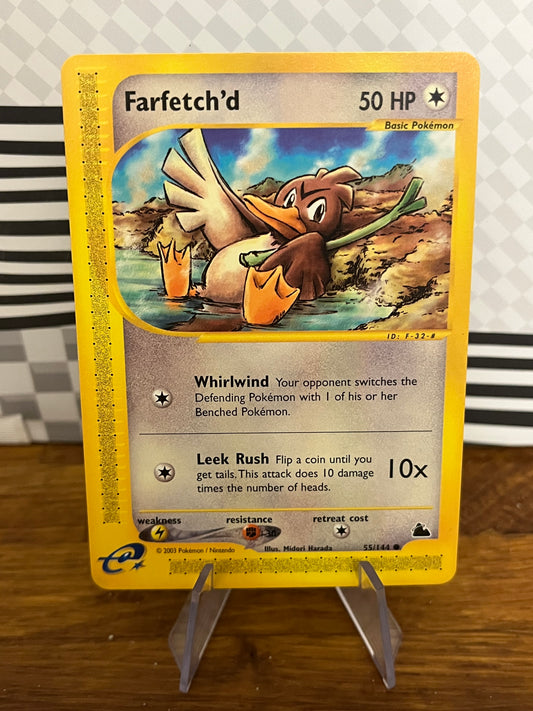 Farfetch'd 50 HP
Basic Pokémon
ID: F-32-#
Whirlwind Your opponent switches the
Defending Pokémon with 1 of his or her
Benched Pokémon.
Leek Rush Flip a coin until you
get tails. This attack does 10 damage
times the number of heads.
10x
weakness resistance retreat cost
-30
Illus. Midori Harada
© 2003 Pokémon / Nintendo
55/144
e